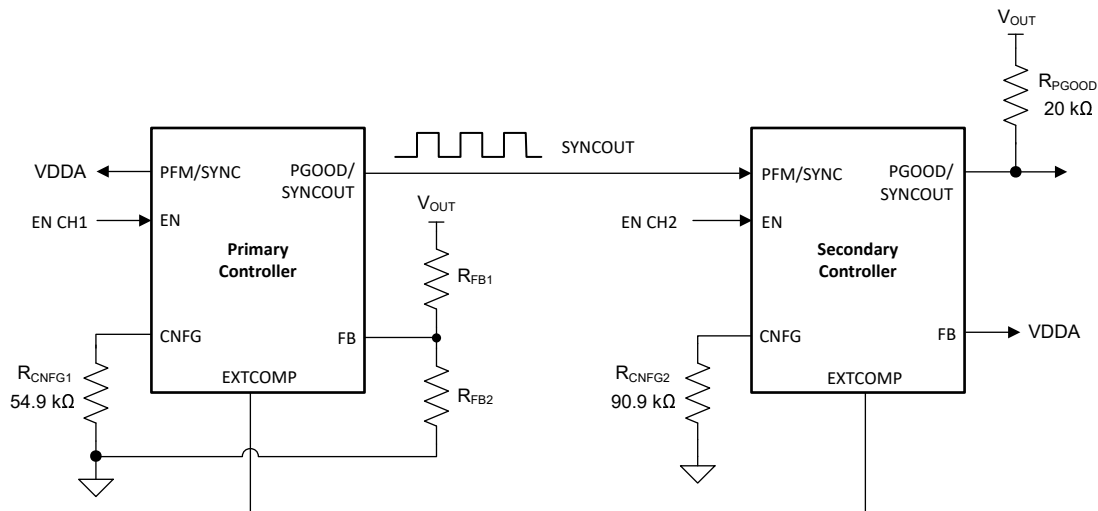 VOUT
RPGOOD
20 kΩ
SYNCOUT
VDDA
PFM/SYNC
PGOOD/
SYNCOUT
EN CH1
EN
Primary
Controller
VOUT
RFB1
CNFG
FB
RCNFG1
54.9 kΩ
EXTCOMP
RFB2
PFM/SYNC
PGOOD/
SYNCOUT
EN CH2
EN
Secondary
Controller
CNFG
FB
VDDA
RCNFG2
90.9 kΩ
EXTCOMP